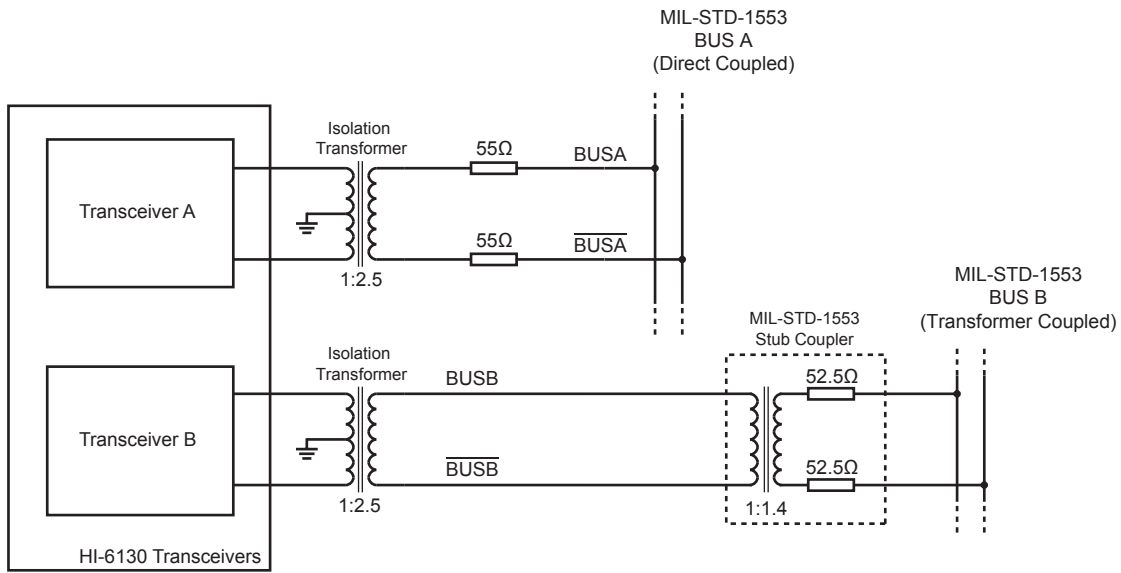 MIL-STD-1553
BUS A
(Direct Coupled)
Isolation
Transformer
55Ω
BUSA
Transceiver A
55Ω
B̅U̅S̅A̅
1:2.5
MIL-STD-1553
BUS B
(Transformer Coupled)
MIL-STD-1553
Stub Coupler
Isolation
Transformer
BUSB
52.5Ω
Transceiver B
B̅U̅S̅B̅
52.5Ω
1:2.5
1:1.4
HI-6130 Transceivers